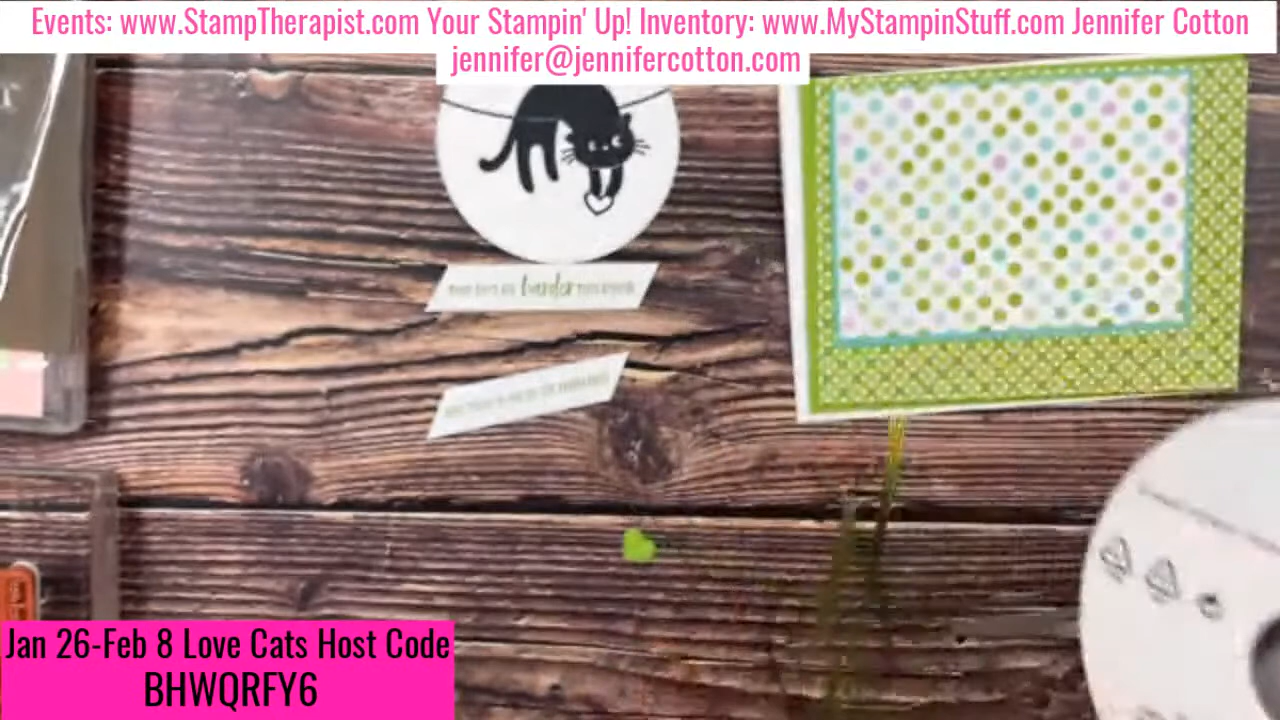 Events: www.StampTherapist.com Your Stampin' Up! Inventory: www.MyStampinStuff.com Jennifer Cotton
jennifer@jennifercotton.com
Jan 26-Feb 8 Love Cats Host Code
BHWQRFY6